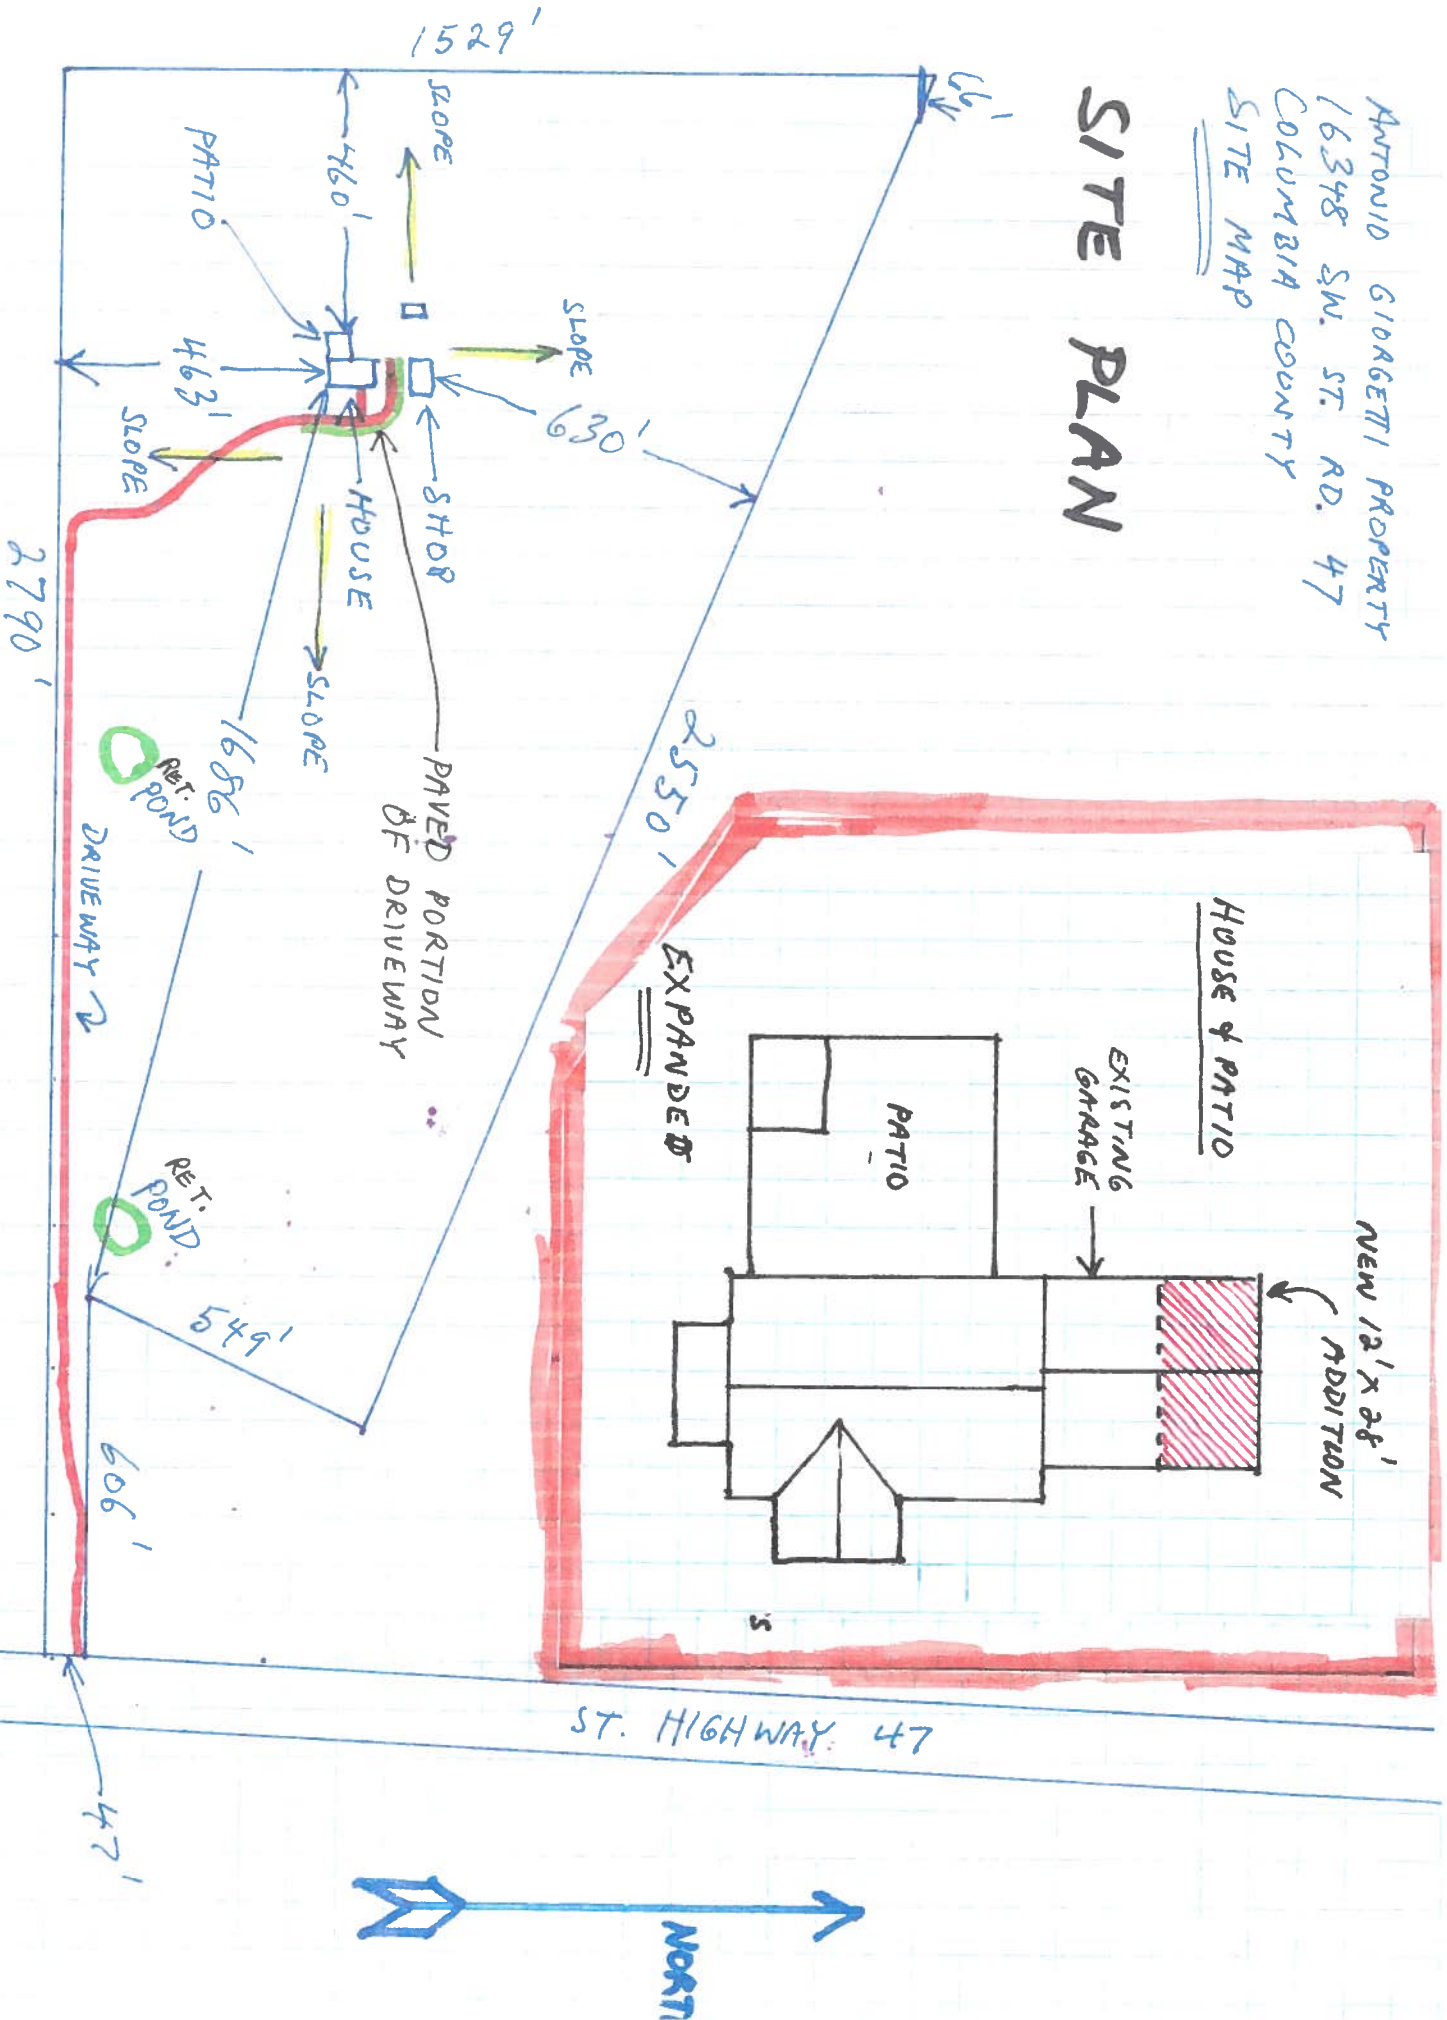 ANTONIO GIORGETTI PROPERTY
16348 SW. ST. RD. 47
COLUMBIA COUNTY
SITE MAP
SITE PLAN
66'
1529'
SLOPE
460'
PATIO
SLOPE
630'
463'
SLOPE
SHOP
HOUSE
SLOPE
2550'
PAVED PORTION
OF DRIVEWAY
1686'
2790'
RET.
POND
DRIVEWAY
RET.
POND
549'
606'
47'
HOUSE & PATIO
NEW 12' X 28'
ADDITION
EXISTING
GARAGE
PATIO
EXPANDED
S
ST. HIGHWAY 47
NORT